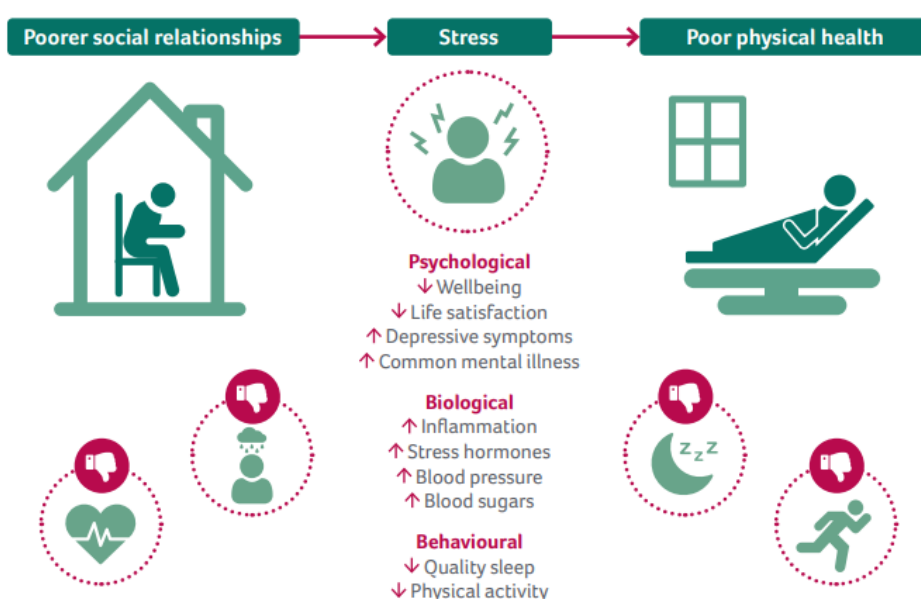 Poorer social relationships
Stress
Poor physical health
Psychological
↓ Wellbeing
↓ Life satisfaction
↑ Depressive symptoms
↑ Common mental illness
Biological
↑ Inflammation
↑ Stress hormones
↑ Blood pressure
↑ Blood sugars
zzz
Behavioural
↓ Quality sleep
↓ Physical activity